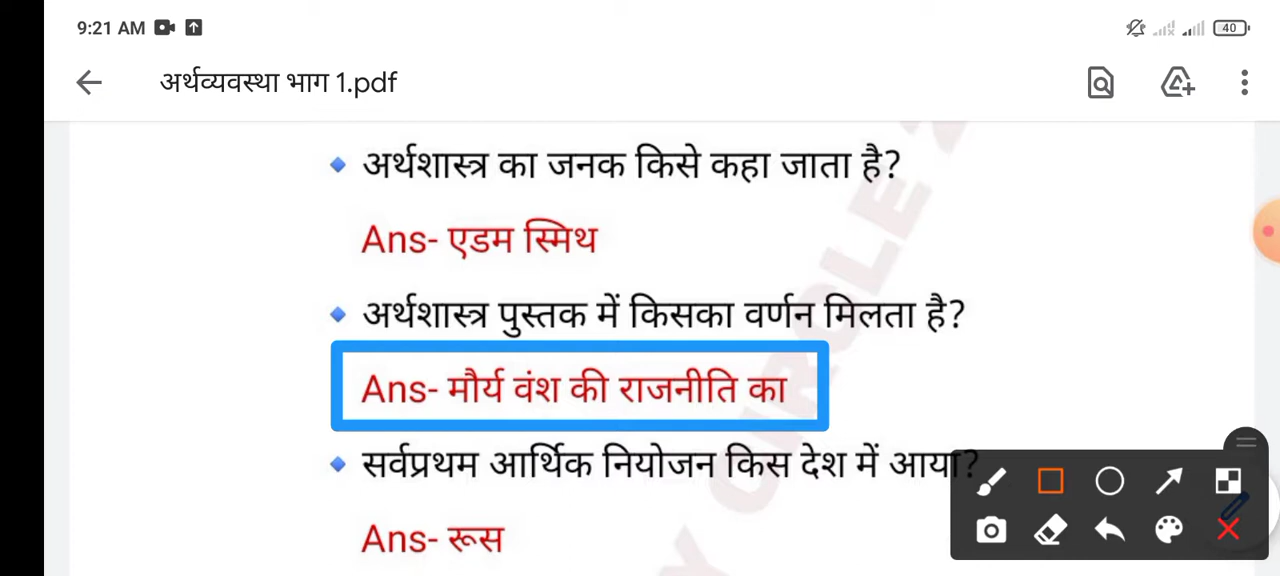 9:21 AM
40
अर्थव्यवस्था भाग 1.pdf
अर्थशास्त्र का जनक किसे कहा जाता है?
Ans- एडम स्मिथ
अर्थशास्त्र पुस्तक में किसका वर्णन मिलता है?
Ans- मौर्य वंश की राजनीति का
सर्वप्रथम आर्थिक नियोजन किस देश में आया?
Ans- रूस